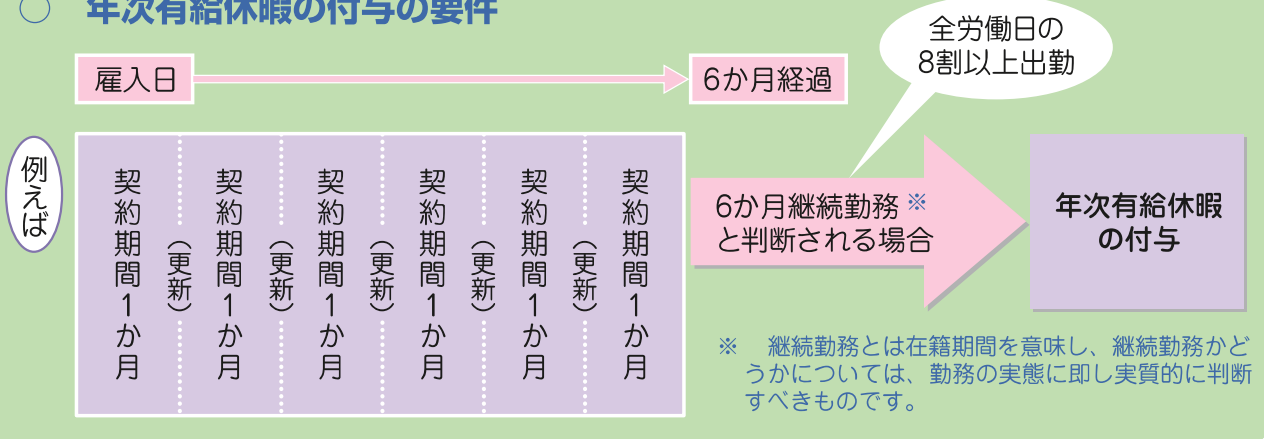 ○ 年次有給休暇の付与の要件
雇入日
6か月経過
全労働日の
8割以上出勤
例えば
契約期間1か月
（更新）
契約期間1か月
（更新）
契約期間1か月
（更新）
契約期間1か月
（更新）
契約期間1か月
（更新）
契約期間1か月
6か月継続勤務※
と判断される場合
年次有給休暇
の付与
※ 継続勤務とは在籍期間を意味し、継続勤務かど
うかについては、勤務の実態に即し実質的に判断
すべきものです。